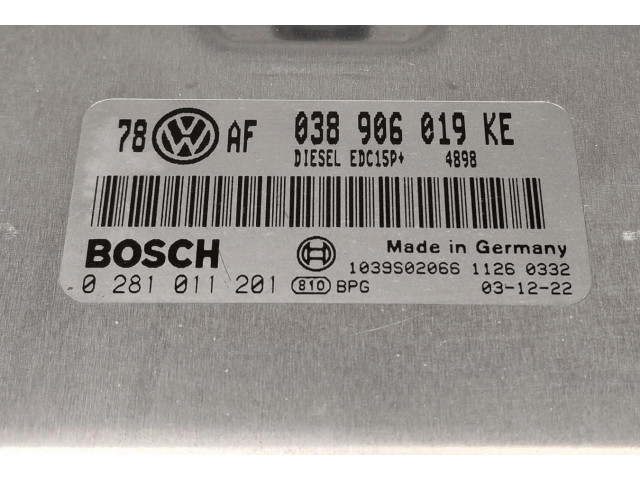 78 VW AF 038 906 019 KE
DIESEL EDC15P+ 4898
BOSCH Made in Germany
1039S02066 1126 0332
0 281 011 201 810 BPG 03-12-22